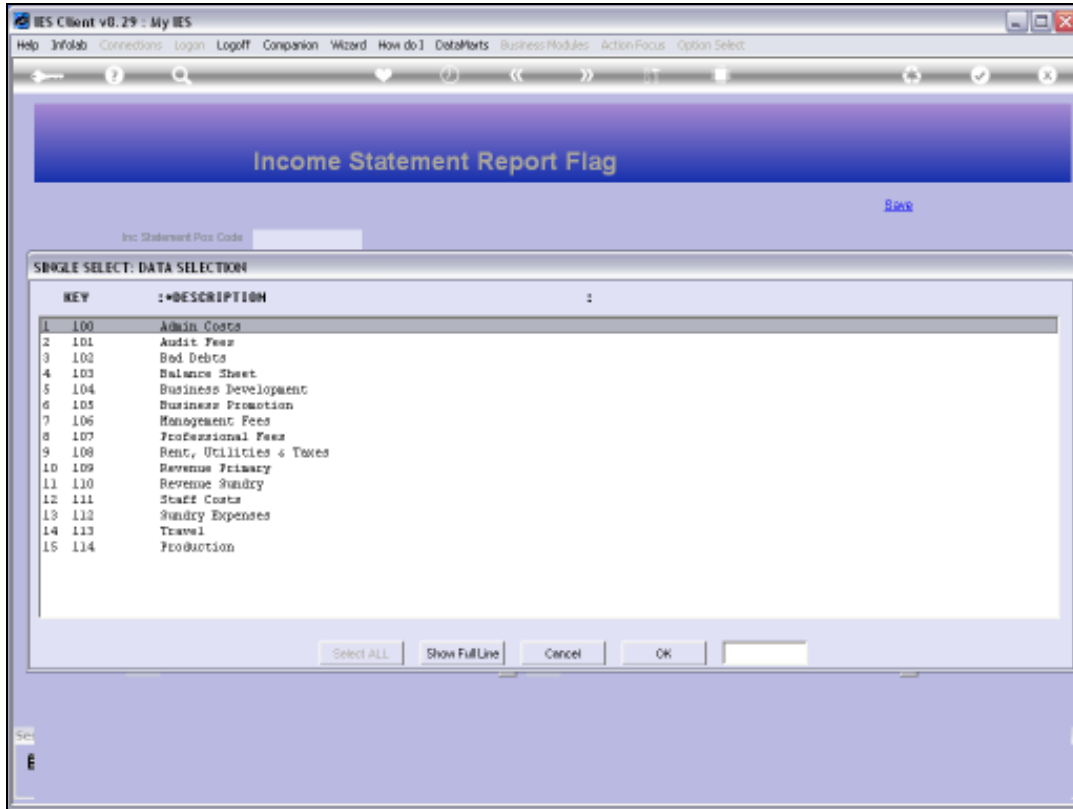 IES Client v8.29 : My IES
Help Infolab Connections Logon Logoff Companion Wizard How do I DataMarts Business Modules Action Focus Option Select
Income Statement Report Flag
Save
Inc Statement Pos Code
SINGLE SELECT: DATA SELECTION
KEY :*DESCRIPTION :
1 100 Admin Costs
2 101 Audit Fees
3 102 Bad Debts
4 103 Balance Sheet
5 104 Business Development
6 105 Business Promotion
7 106 Management Fees
8 107 Professional Fees
9 108 Rent, Utilities & Taxes
10 109 Revenue Primary
11 110 Revenue Sundry
12 111 Staff Costs
13 112 Sundry Expenses
14 113 Travel
15 114 Production
Select ALL Show Full Line Cancel OK